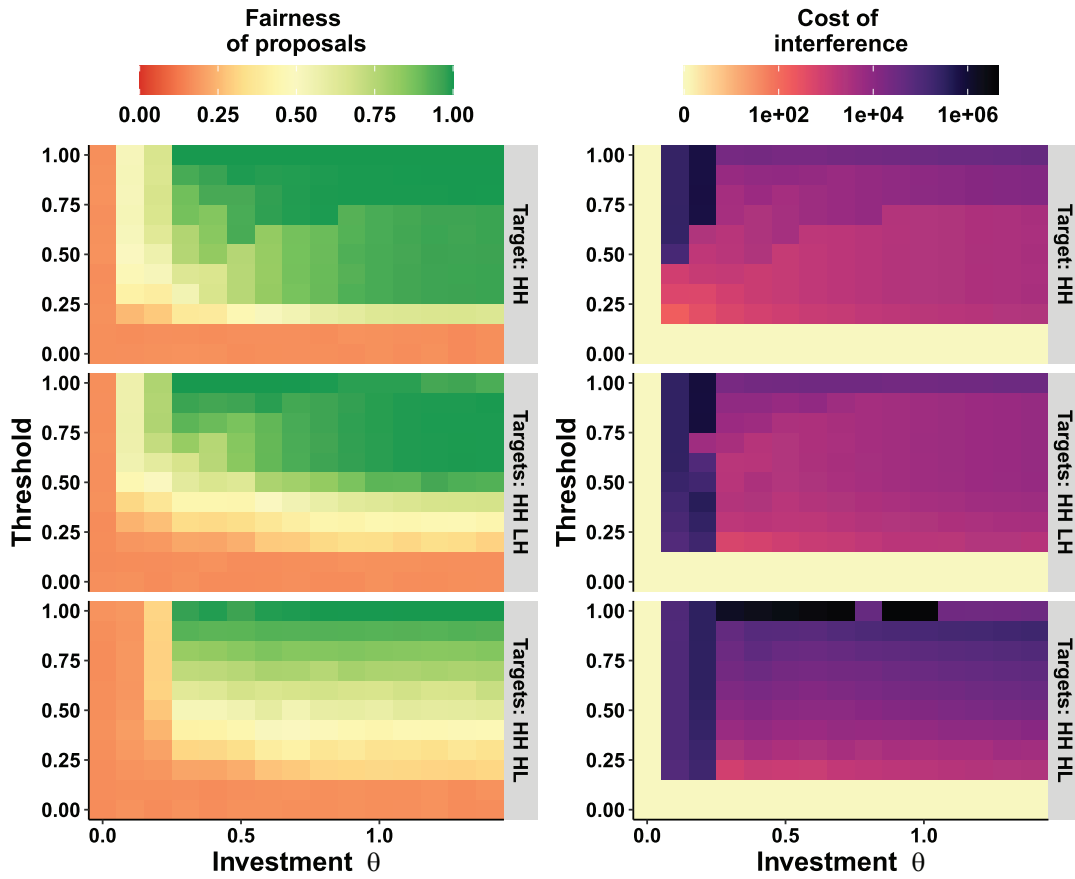 Fairness
of proposals
0.00 0.25 0.50 0.75 1.00
Cost of
interference
0 1e+02 1e+04 1e+06
Threshold
1.00
0.75
0.50
0.25
0.00
Target: HH
1.00
0.75
0.50
0.25
0.00
Targets: HH LH
1.00
0.75
0.50
0.25
0.00
Targets: HH HL
0.0 0.5 1.0
Investment θ
Threshold
1.00
0.75
0.50
0.25
0.00
Target: HH
1.00
0.75
0.50
0.25
0.00
Targets: HH LH
1.00
0.75
0.50
0.25
0.00
Targets: HH HL
0.0 0.5 1.0
Investment θ